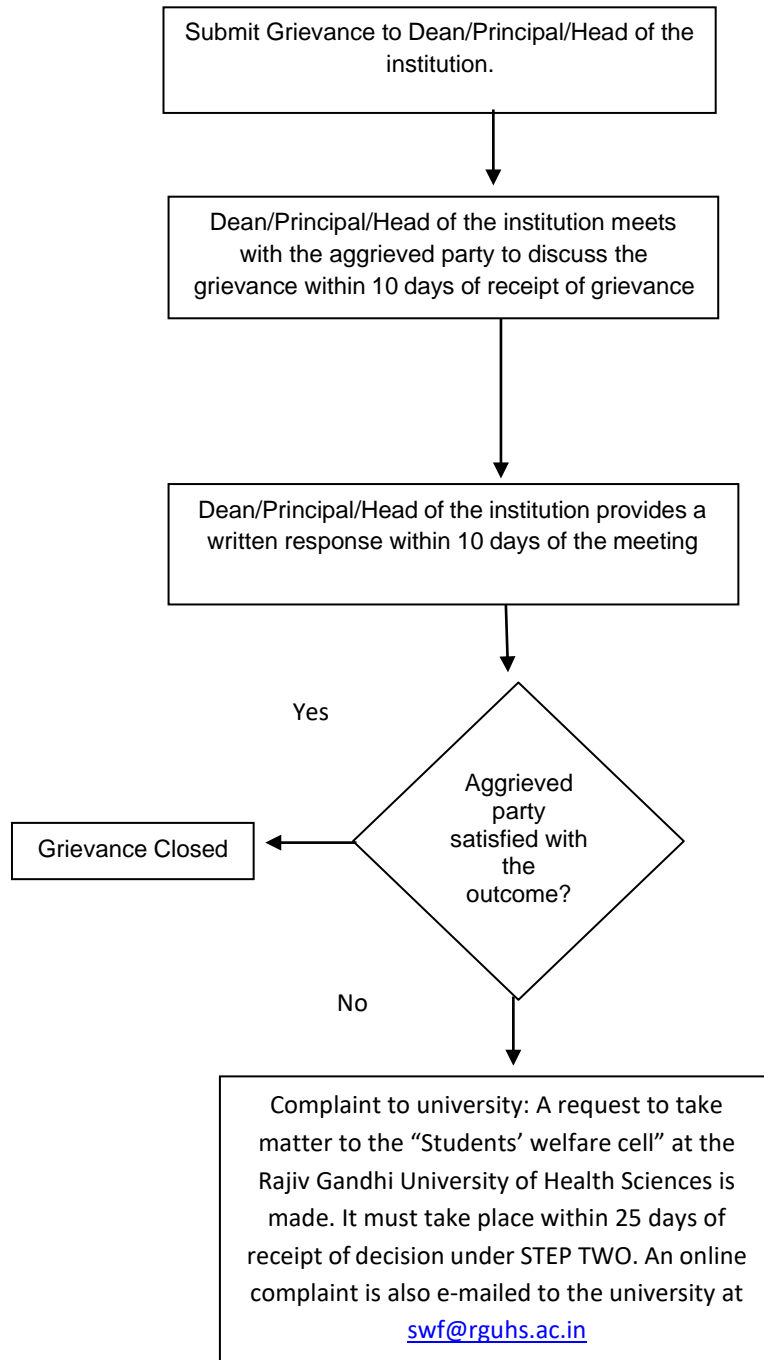 Submit Grievance to Dean/Principal/Head of the
institution.
Dean/Principal/Head of the institution meets
with the aggrieved party to discuss the
grievance within 10 days of receipt of grievance
Dean/Principal/Head of the institution provides a
written response within 10 days of the meeting
Yes
Aggrieved
party
satisfied with
the
outcome?
Grievance Closed
No
Complaint to university: A request to take
matter to the “Students’ welfare cell” at the
Rajiv Gandhi University of Health Sciences is
made. It must take place within 25 days of
receipt of decision under STEP TWO. An online
complaint is also e-mailed to the university at
swf@rguhs.ac.in